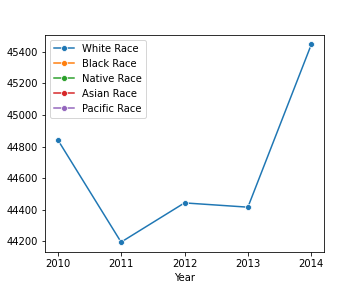 45400
45200
45000
44800
44600
44400
44200
White Race
Black Race
Native Race
Asian Race
Pacific Race
2010 2011 2012 2013 2014
Year